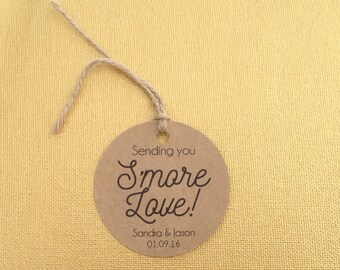 Sending you
S'more
Love!
Sandra & Jason
01.09.16